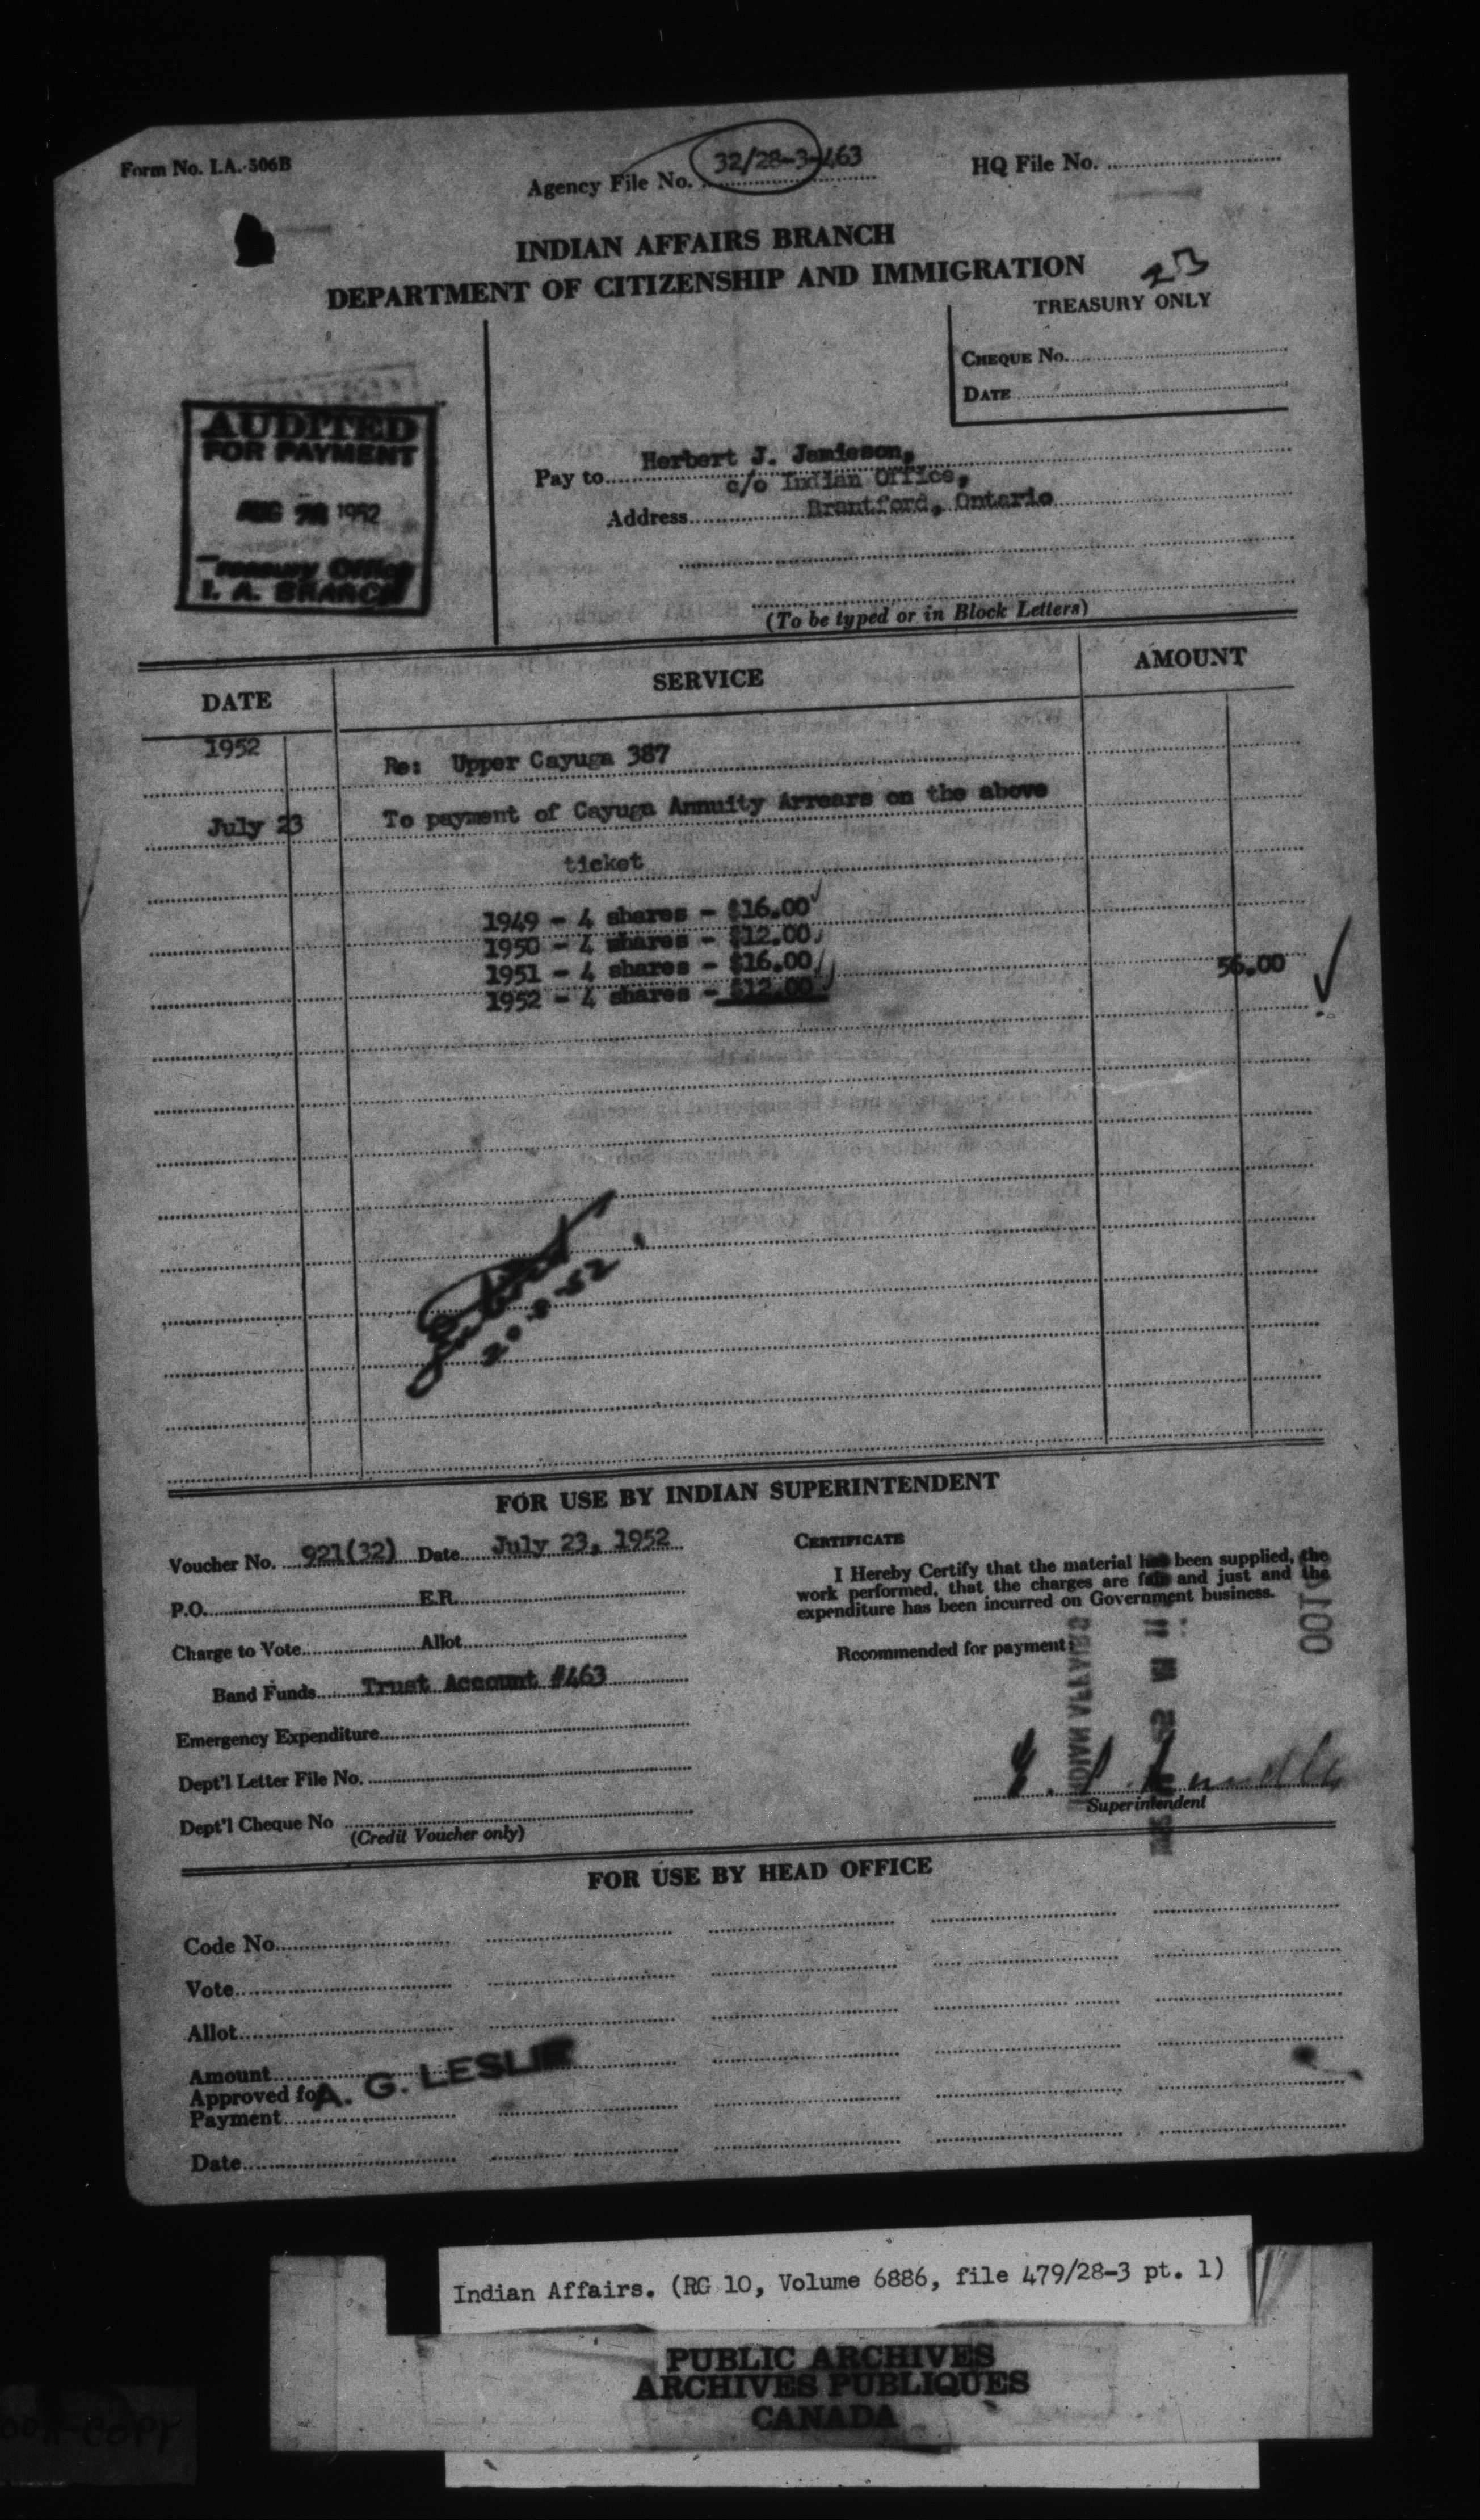 Form No. I.A. 506B
Agency File No. 32/28-3-463
HQ File No.
INDIAN AFFAIRS BRANCH
DEPARTMENT OF CITIZENSHIP AND IMMIGRATION
23
TREASURY ONLY
CHEQUE No.
DATE
AUDITED
FOR PAYMENT
AUG 1952
Treasury Office
I. A. BRANCH
Pay to Herbert J. Jamieson,
c/o Indian Office,
Address Brantford, Ontario
(To be typed or in Block Letters)
DATE SERVICE AMOUNT
1952
Re: Upper Cayuga 387
July 23 To payment of Cayuga Annuity Arrears on the above
ticket
1949 - 4 shares - $16.00
1950 - 4 shares - $12.00
1951 - 4 shares - $16.00
1952 - 4 shares - $12.00 56.00
20-8-52
FOR USE BY INDIAN SUPERINTENDENT
Voucher No. 921(32) Date July 23, 1952
P.O. E.R.
Charge to Vote Allot.
Band Funds Trust Account #463
Emergency Expenditure
Dept'l Letter File No.
Dept'l Cheque No
(Credit Voucher only)
CERTIFICATE
I Hereby Certify that the material has been supplied, the
work performed, that the charges are fair and just and the
expenditure has been incurred on Government business.
Recommended for payment:
Superintendent
FOR USE BY HEAD OFFICE
Code No.
Vote
Allot.
Amount
Approved for A. G. LESLIE
Payment
Date
Indian Affairs. (RG 10, Volume 6886, file 479/28-3 pt. 1)
PUBLIC ARCHIVES
ARCHIVES PUBLIQUES
CANADA
COPY